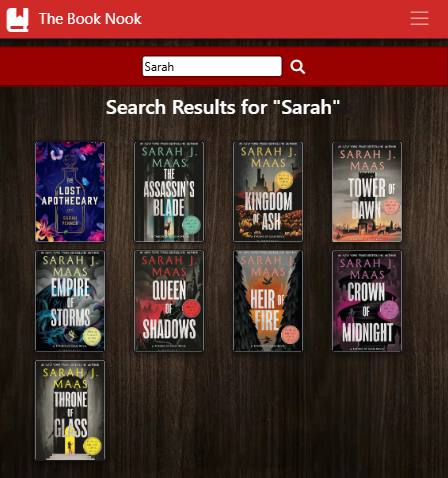 The Book Nook
Sarah
Search Results for "Sarah"
THE
LOST
APOTHECARY
SARAH
PENNER
SARAH J.
MAAS
THE
ASSASSIN'S
BLADE
SARAH J.
MAAS
KINGDOM
OF ASH
SARAH J.
MAAS
TOWER OF
DAWN
SARAH J.
MAAS
EMPIRE
OF
STORMS
SARAH J.
MAAS
QUEEN
OF
SHADOWS
SARAH J.
MAAS
HEIR OF
FIRE
SARAH J.
MAAS
CROWN
OF
MIDNIGHT
SARAH J.
MAAS
THRONE
OF
GLASS